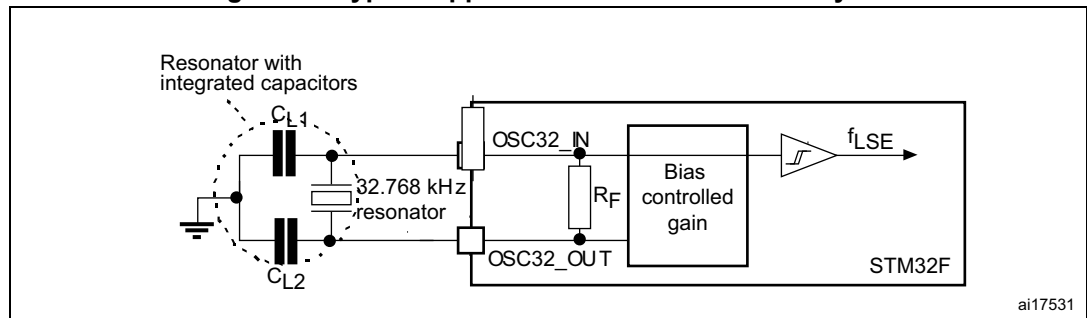 Resonator with
integrated capacitors
CL1
OSC32_IN
fLSE
32.768 kHz
resonator
RF
Bias
controlled
gain
OSC32_OUT
STM32F
CL2
ai17531